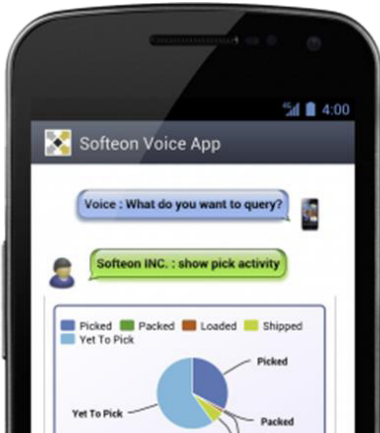 4G 4:00
Softeon Voice App
Voice : What do you want to query?
Softeon INC. : show pick activity
Picked Packed Loaded Shipped
Yet To Pick
Picked
Yet To Pick
Packed